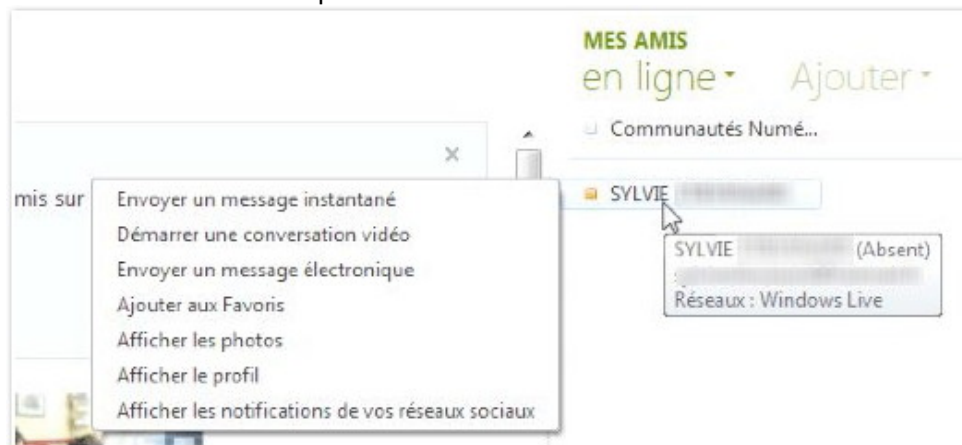 MES AMIS
en ligne Ajouter
Communautés Numé...
SYLVIE
SYLVIE (Absent)
Réseaux : Windows Live
mis sur
Envoyer un message instantané
Démarrer une conversation vidéo
Envoyer un message électronique
Ajouter aux Favoris
Afficher les photos
Afficher le profil
Afficher les notifications de vos réseaux sociaux